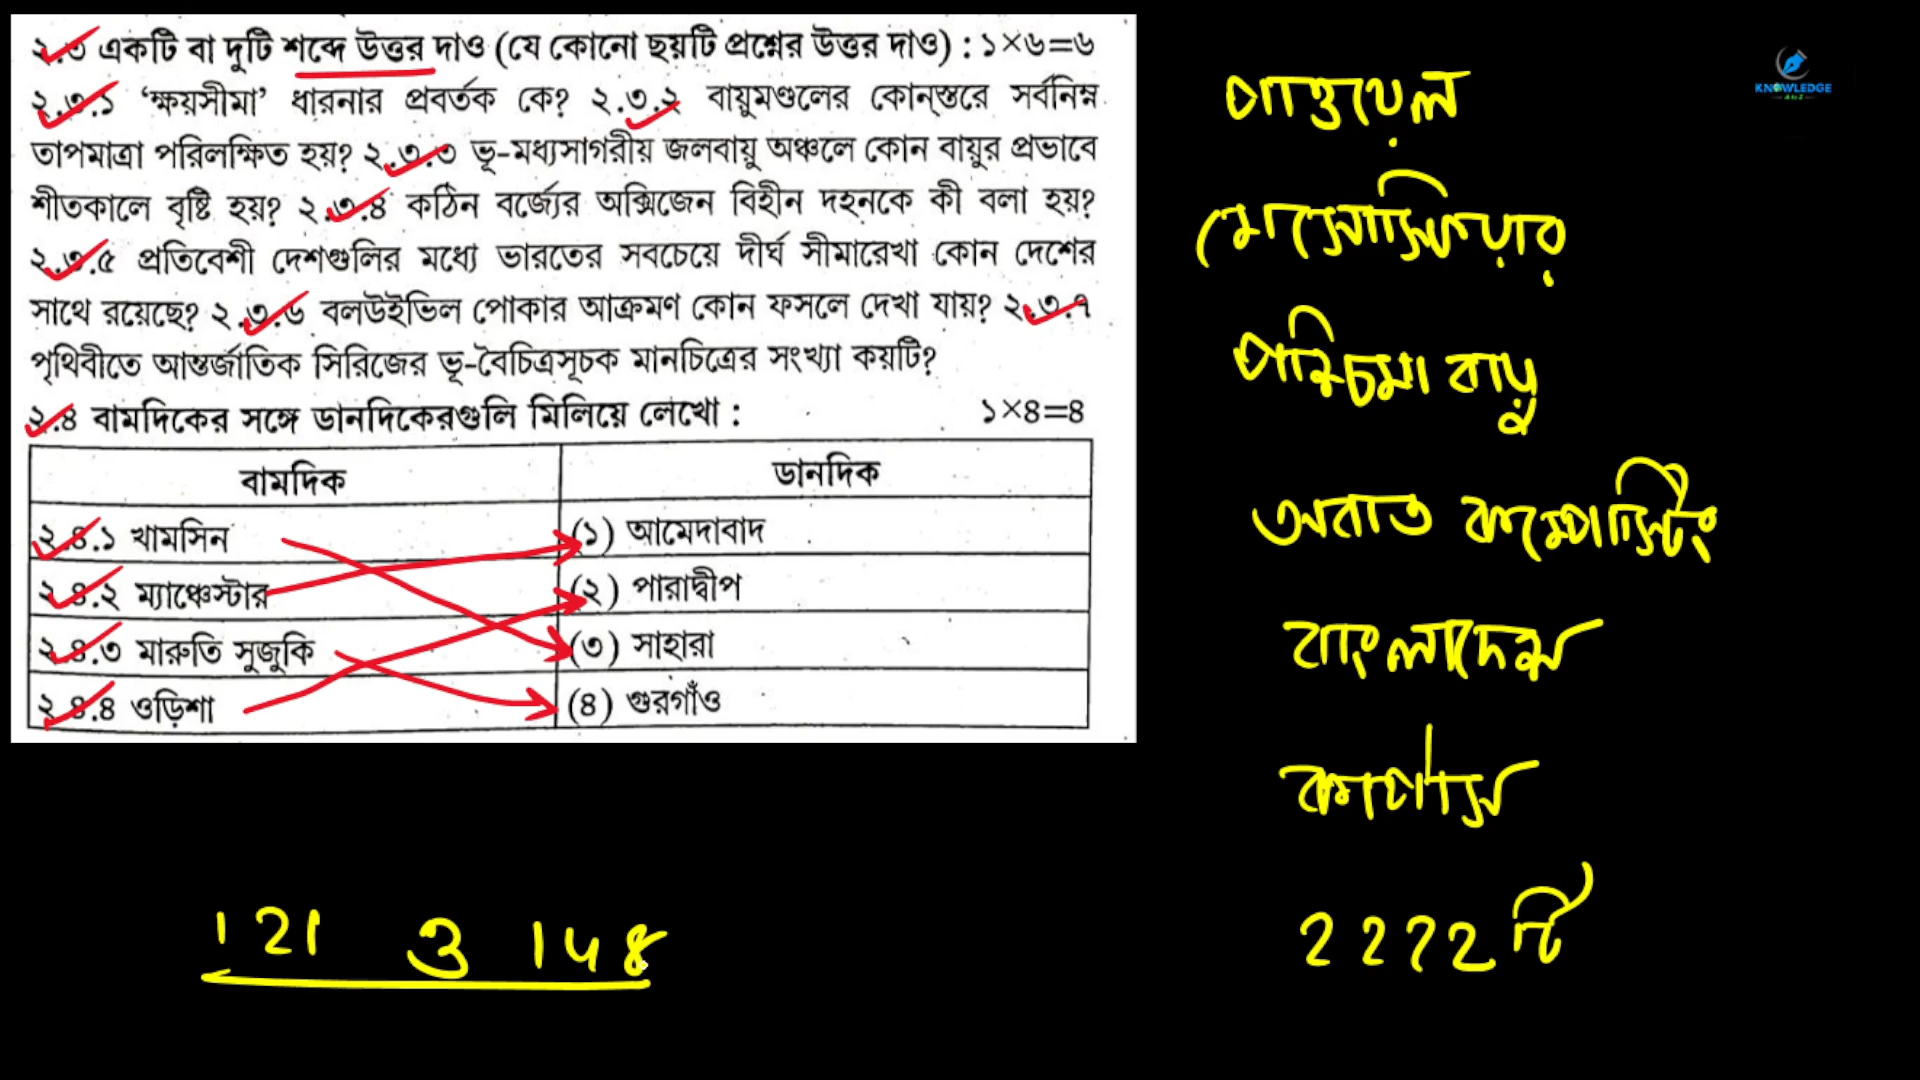 ২.৩ একটি বা দুটি শব্দে উত্তর দাও (যে কোনো ছয়টি প্রশ্নের উত্তর দাও) : ১×৬=৬
২.৩.১ ‘ক্ষয়সীমা’ ধারনার প্রবর্তক কে? ২.৩.২ বায়ুমণ্ডলের কোন্‌স্তরে সর্বনিম্ন
তাপমাত্রা পরিলক্ষিত হয়? ২.৩.৩ ভূ-মধ্যসাগরীয় জলবায়ু অঞ্চলে কোন বায়ুর প্রভাবে
শীতকালে বৃষ্টি হয়? ২.৩.৪ কঠিন বর্জ্যের অক্সিজেন বিহীন দহনকে কী বলা হয়?
২.৩.৫ প্রতিবেশী দেশগুলির মধ্যে ভারতের সবচেয়ে দীর্ঘ সীমারেখা কোন দেশের
সাথে রয়েছে? ২.৩.৬ বলউইভিল পোকার আক্রমণ কোন ফসলে দেখা যায়? ২.৩.৭
পৃথিবীতে আন্তর্জাতিক সিরিজের ভূ-বৈচিত্রসূচক মানচিত্রের সংখ্যা কয়টি?
২.৪ বামদিকের সঙ্গে ডানদিকেরগুলি মিলিয়ে লেখো : ১×৪=৪
বামদিক ডানদিক
২.৪.১ খামসিন (১) আমেদাবাদ
২.৪.২ ম্যাঞ্চেস্টার (২) পারাদ্বীপ
২.৪.৩ মারুতি সুজুকি (৩) সাহারা
২.৪.৪ ওড়িশা (৪) গুরগাঁও
121 ও 148
KNOWLEDGE
পাওয়েল
মেসোস্ফিয়ার
পশ্চিমা বায়ু
অবাত কম্পোস্টিং
বাংলাদেশ
কার্পাস
2222 টি